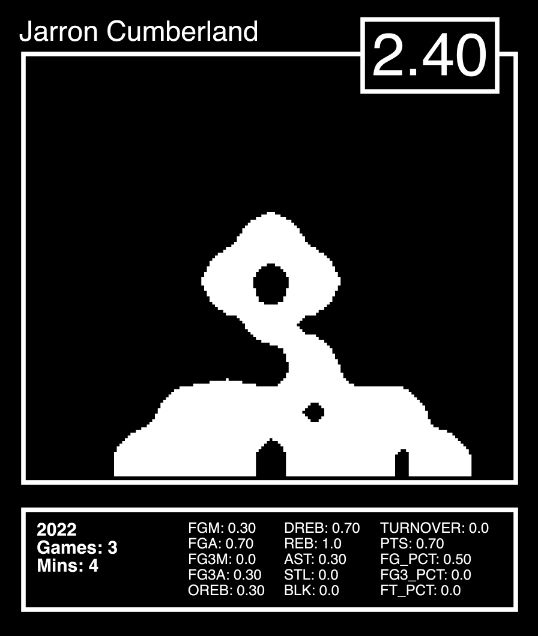 Jarron Cumberland
2.40
2022
Games: 3
Mins: 4
FGM: 0.30
FGA: 0.70
FG3M: 0.0
FG3A: 0.30
OREB: 0.30
DREB: 0.70
REB: 1.0
AST: 0.30
STL: 0.0
BLK: 0.0
TURNOVER: 0.0
PTS: 0.70
FG_PCT: 0.50
FG3_PCT: 0.0
FT_PCT: 0.0